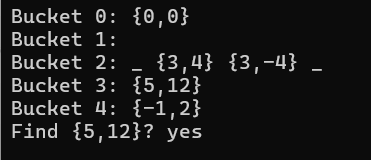 Bucket 0: {0,0}
Bucket 1:
Bucket 2: _ {3,4} {3,-4} _
Bucket 3: {5,12}
Bucket 4: {-1,2}
Find {5,12}? yes